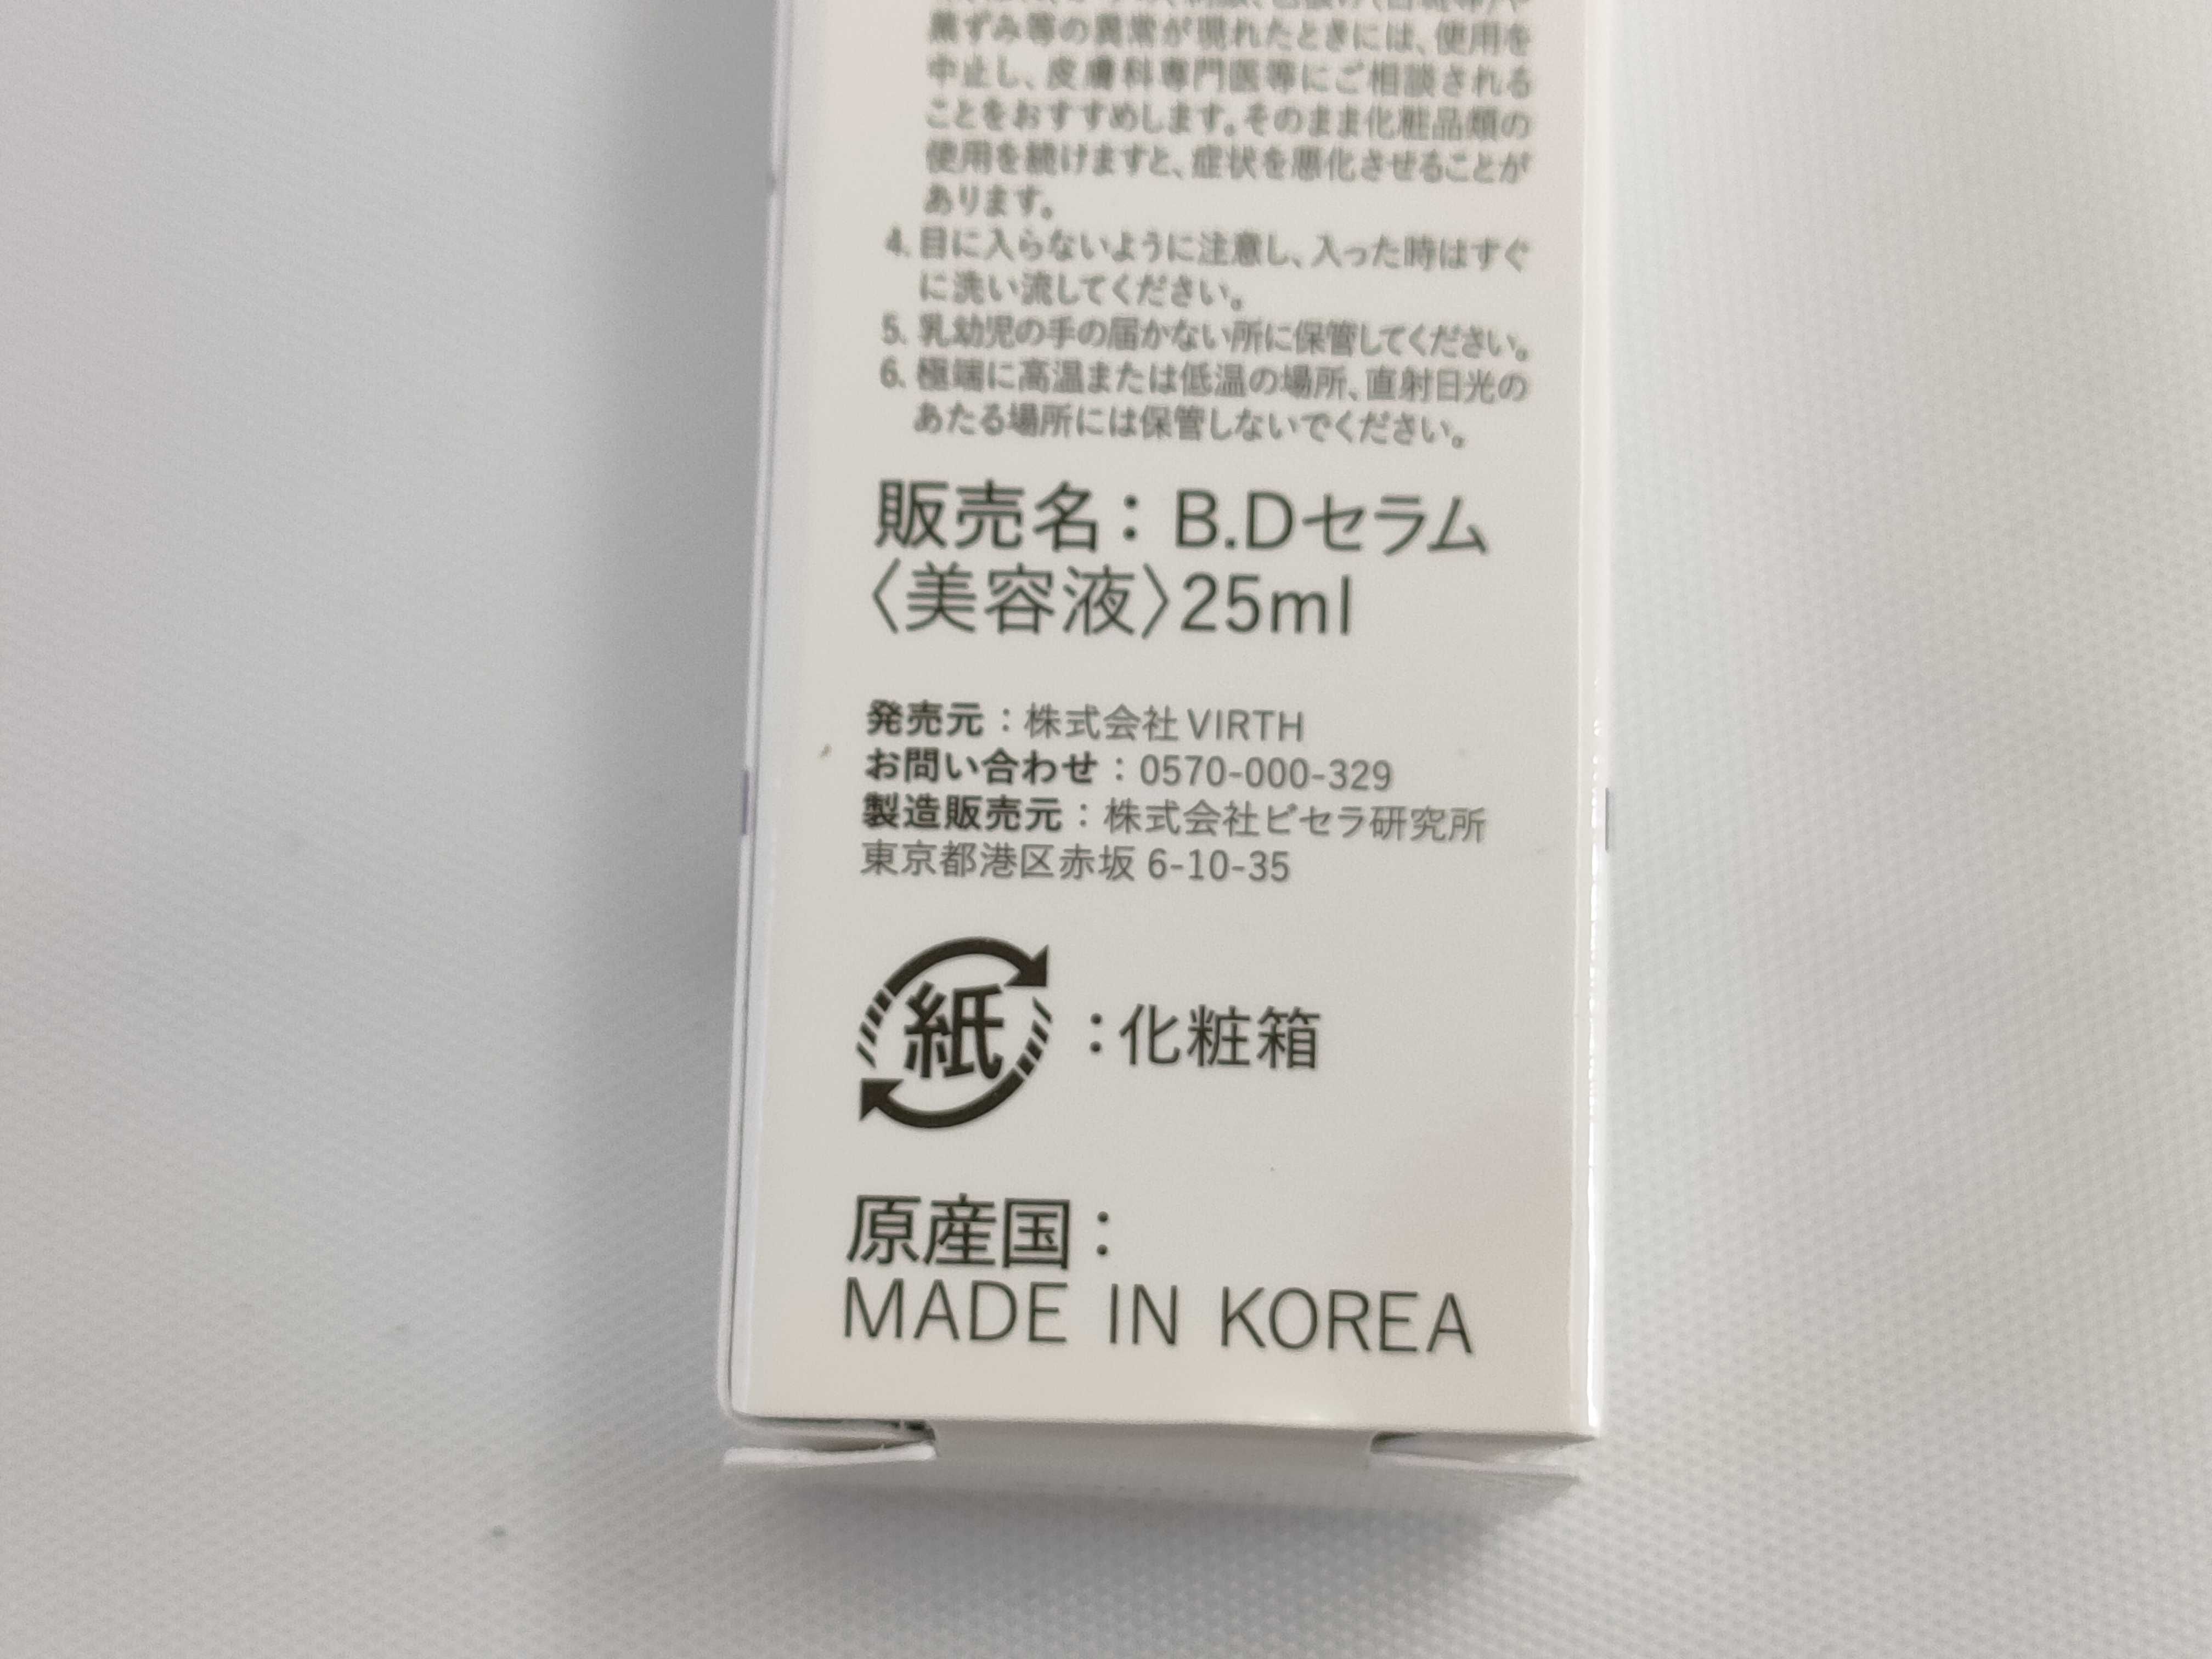 黒ずみ等の異常が現れたときには、使用を
中止し、皮膚科専門医等にご相談される
ことをおすすめします。そのまま化粧品類の
使用を続けますと、症状を悪化させることが
あります。
4. 目に入らないように注意し、入った時はすぐ
に洗い流してください。
5. 乳幼児の手の届かない所に保管してください。
6. 極端に高温または低温の場所、直射日光の
あたる場所には保管しないでください。
販売名： B.Dセラム
〈美容液〉25ml
発売元：株式会社VIRTH
お問い合わせ：0570-000-329
製造販売元：株式会社ビセラ研究所
東京都港区赤坂 6-10-35
紙 ：化粧箱
原産国：
MADE IN KOREA